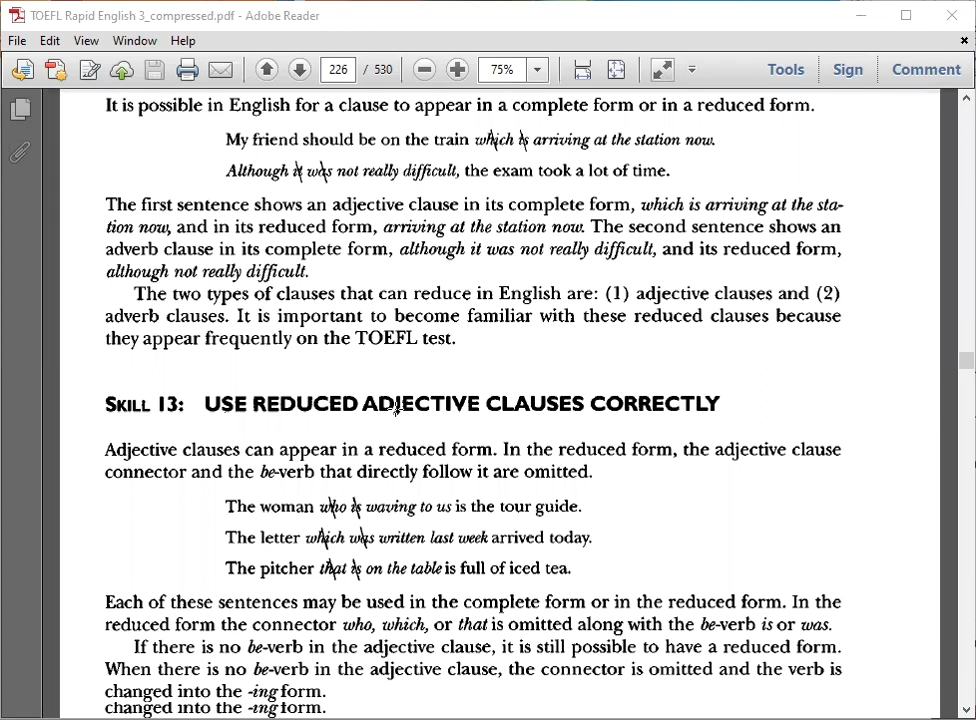 TOEFL Rapid English 3_compressed.pdf - Adobe Reader
File Edit View Window Help
226 / 530 75% Tools Sign Comment
It is possible in English for a clause to appear in a complete form or in a reduced form.
My friend should be on the train which is arriving at the station now.
Although it was not really difficult, the exam took a lot of time.
The first sentence shows an adjective clause in its complete form, which is arriving at the sta-
tion now, and in its reduced form, arriving at the station now. The second sentence shows an
adverb clause in its complete form, although it was not really difficult, and its reduced form,
although not really difficult.
The two types of clauses that can reduce in English are: (1) adjective clauses and (2)
adverb clauses. It is important to become familiar with these reduced clauses because
they appear frequently on the TOEFL test.
SKILL 13: USE REDUCED ADJECTIVE CLAUSES CORRECTLY
Adjective clauses can appear in a reduced form. In the reduced form, the adjective clause
connector and the be-verb that directly follow it are omitted.
The woman who is waving to us is the tour guide.
The letter which was written last week arrived today.
The pitcher that is on the table is full of iced tea.
Each of these sentences may be used in the complete form or in the reduced form. In the
reduced form the connector who, which, or that is omitted along with the be-verb is or was.
If there is no be-verb in the adjective clause, it is still possible to have a reduced form.
When there is no be-verb in the adjective clause, the connector is omitted and the verb is
changed into the -ing form.
changed into the -ing form.